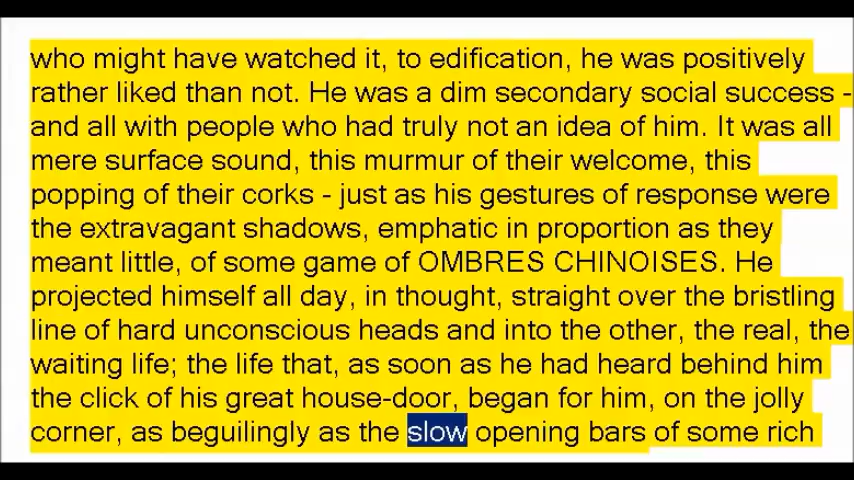 who might have watched it, to edification, he was positively
rather liked than not. He was a dim secondary social success -
and all with people who had truly not an idea of him. It was all
mere surface sound, this murmur of their welcome, this
popping of their corks - just as his gestures of response were
the extravagant shadows, emphatic in proportion as they
meant little, of some game of OMBRES CHINOISES. He
projected himself all day, in thought, straight over the bristling
line of hard unconscious heads and into the other, the real, the
waiting life; the life that, as soon as he had heard behind him
the click of his great house-door, began for him, on the jolly
corner, as beguilingly as the slow opening bars of some rich